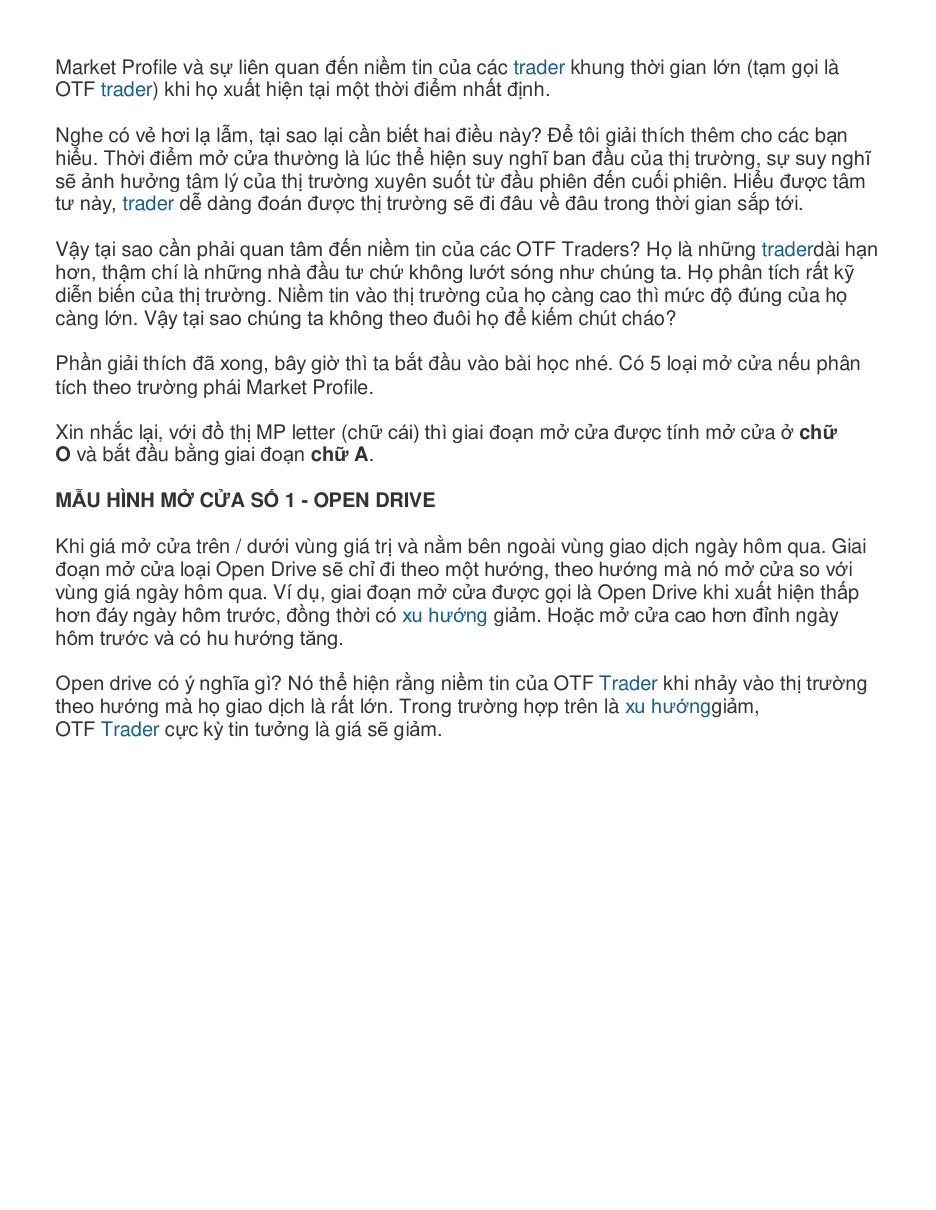 Market Profile và sự liên quan đến niềm tin của các trader khung thời gian lớn (tạm gọi là
OTF trader) khi họ xuất hiện tại một thời điểm nhất định.
Nghe có vẻ hơi lạ lẫm, tại sao lại cần biết hai điều này? Để tôi giải thích thêm cho các bạn
hiểu. Thời điểm mở cửa thường là lúc thể hiện suy nghĩ ban đầu của thị trường, sự suy nghĩ
sẽ ảnh hưởng tâm lý của thị trường xuyên suốt từ đầu phiên đến cuối phiên. Hiểu được tâm
tư này, trader dễ dàng đoán được thị trường sẽ đi đâu về đâu trong thời gian sắp tới.
Vậy tại sao cần phải quan tâm đến niềm tin của các OTF Traders? Họ là những traderdài hạn
hơn, thậm chí là những nhà đầu tư chứ không lướt sóng như chúng ta. Họ phân tích rất kỹ
diễn biến của thị trường. Niềm tin vào thị trường của họ càng cao thì mức độ đúng của họ
càng lớn. Vậy tại sao chúng ta không theo đuôi họ để kiếm chút cháo?
Phần giải thích đã xong, bây giờ thì ta bắt đầu vào bài học nhé. Có 5 loại mở cửa nếu phân
tích theo trường phái Market Profile.
Xin nhắc lại, với đồ thị MP letter (chữ cái) thì giai đoạn mở cửa được tính mở cửa ở chữ
O và bắt đầu bằng giai đoạn chữ A.
MẪU HÌNH MỞ CỬA SỐ 1 - OPEN DRIVE
Khi giá mở cửa trên / dưới vùng giá trị và nằm bên ngoài vùng giao dịch ngày hôm qua. Giai
đoạn mở cửa loại Open Drive sẽ chỉ đi theo một hướng, theo hướng mà nó mở cửa so với
vùng giá ngày hôm qua. Ví dụ, giai đoạn mở cửa được gọi là Open Drive khi xuất hiện thấp
hơn đáy ngày hôm trước, đồng thời có xu hướng giảm. Hoặc mở cửa cao hơn đỉnh ngày
hôm trước và có hu hướng tăng.
Open drive có ý nghĩa gì? Nó thể hiện rằng niềm tin của OTF Trader khi nhảy vào thị trường
theo hướng mà họ giao dịch là rất lớn. Trong trường hợp trên là xu hướnggiảm,
OTF Trader cực kỳ tin tưởng là giá sẽ giảm.